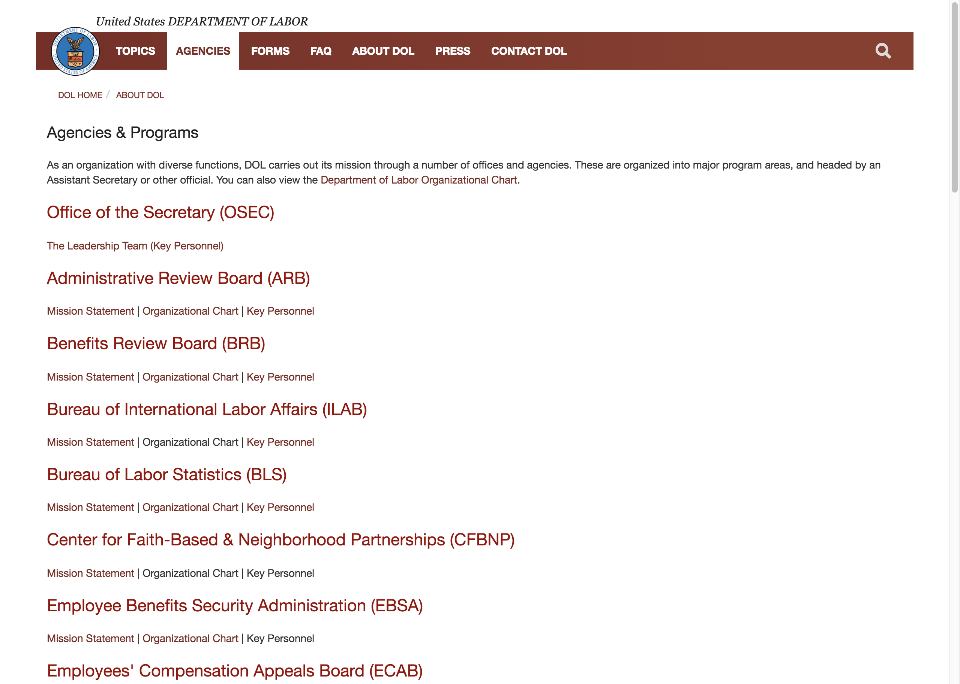 United States DEPARTMENT OF LABOR
TOPICS AGENCIES FORMS FAQ ABOUT DOL PRESS CONTACT DOL
DOL HOME / ABOUT DOL
Agencies & Programs
As an organization with diverse functions, DOL carries out its mission through a number of offices and agencies. These are organized into major program areas, and headed by an
Assistant Secretary or other official. You can also view the Department of Labor Organizational Chart.
Office of the Secretary (OSEC)
The Leadership Team (Key Personnel)
Administrative Review Board (ARB)
Mission Statement | Organizational Chart | Key Personnel
Benefits Review Board (BRB)
Mission Statement | Organizational Chart | Key Personnel
Bureau of International Labor Affairs (ILAB)
Mission Statement | Organizational Chart | Key Personnel
Bureau of Labor Statistics (BLS)
Mission Statement | Organizational Chart | Key Personnel
Center for Faith-Based & Neighborhood Partnerships (CFBNP)
Mission Statement | Organizational Chart | Key Personnel
Employee Benefits Security Administration (EBSA)
Mission Statement | Organizational Chart | Key Personnel
Employees' Compensation Appeals Board (ECAB)